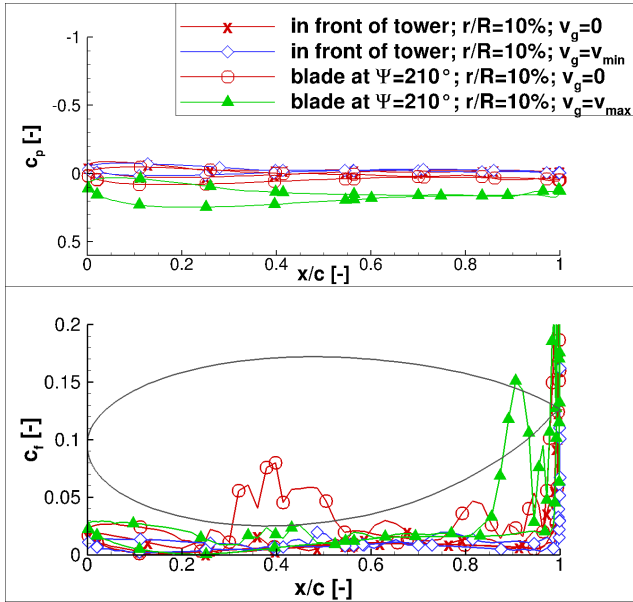 in front of tower; r/R=10%; v_g=0
in front of tower; r/R=10%; v_g=v_min
blade at Ψ=210°; r/R=10%; v_g=0
blade at Ψ=210°; r/R=10%; v_g=v_max
-1
-0.5
0
0.5
c_p [-]
0 0.2 0.4 0.6 0.8 1
x/c [-]
0.2
0.15
0.1
0.05
0
c_f [-]
0 0.2 0.4 0.6 0.8 1
x/c [-]